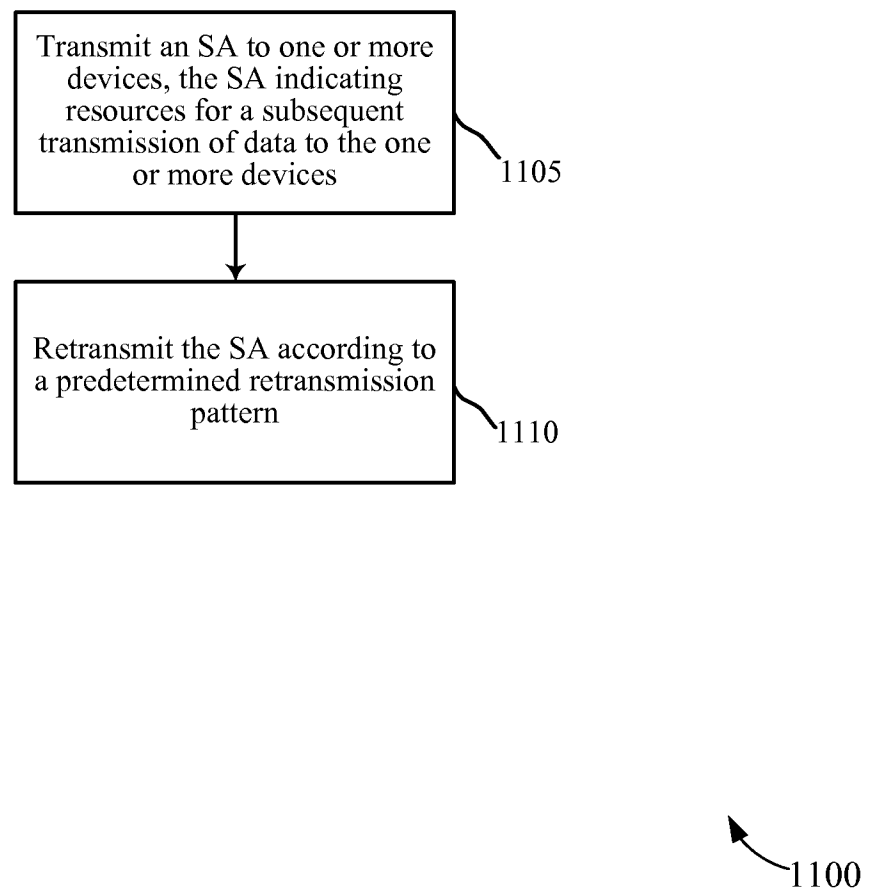 Transmit an SA to one or more
devices, the SA indicating
resources for a subsequent
transmission of data to the one
or more devices
1105
Retransmit the SA according to
a predetermined retransmission
pattern
1110
1100